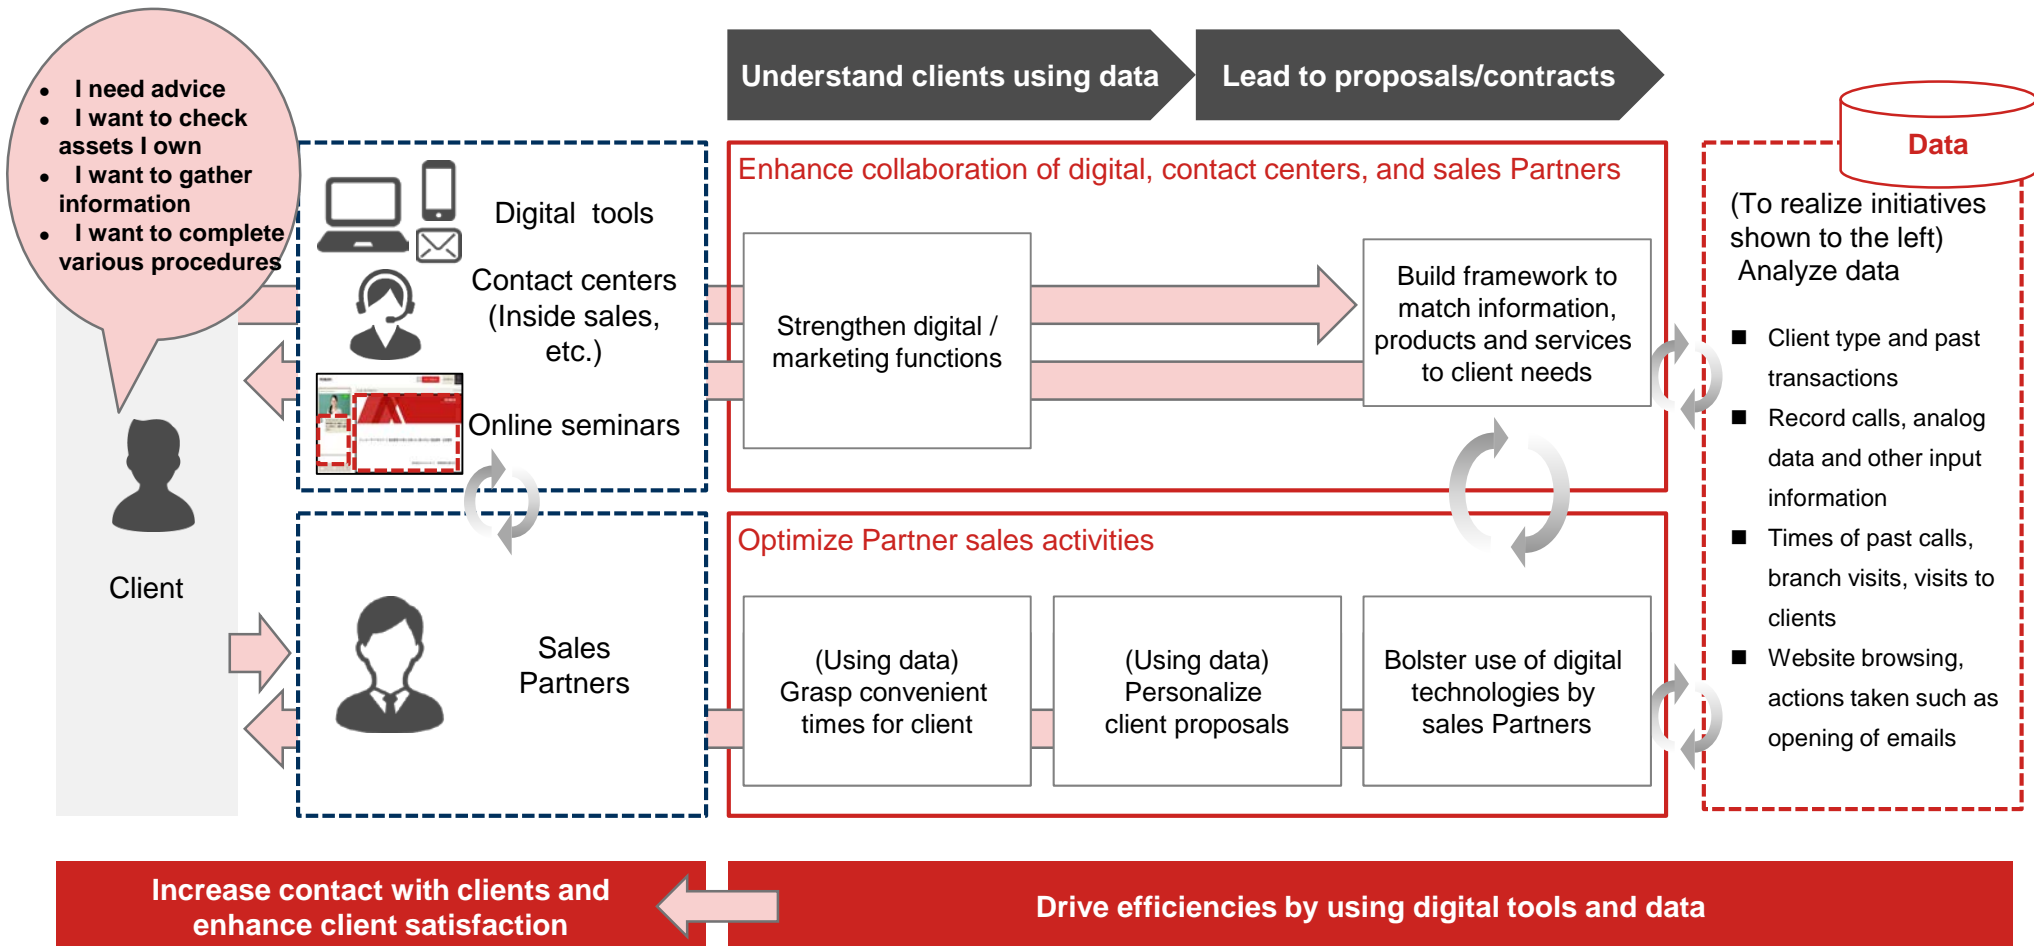 Understand clients using data
Lead to proposals/contracts
● I need advice
● I want to check
assets I own
● I want to gather
information
● I want to complete
various procedures
Client
Digital tools
Contact centers
(Inside sales,
etc.)
Online seminars
Sales
Partners
Enhance collaboration of digital, contact centers, and sales Partners
Strengthen digital /
marketing functions
Build framework to
match information,
products and services
to client needs
Optimize Partner sales activities
(Using data)
Grasp convenient
times for client
(Using data)
Personalize
client proposals
Bolster use of digital
technologies by
sales Partners
Data
(To realize initiatives
shown to the left)
Analyze data
■ Client type and past
transactions
■ Record calls, analog
data and other input
information
■ Times of past calls,
branch visits, visits to
clients
■ Website browsing,
actions taken such as
opening of emails
Increase contact with clients and
enhance client satisfaction
Drive efficiencies by using digital tools and data